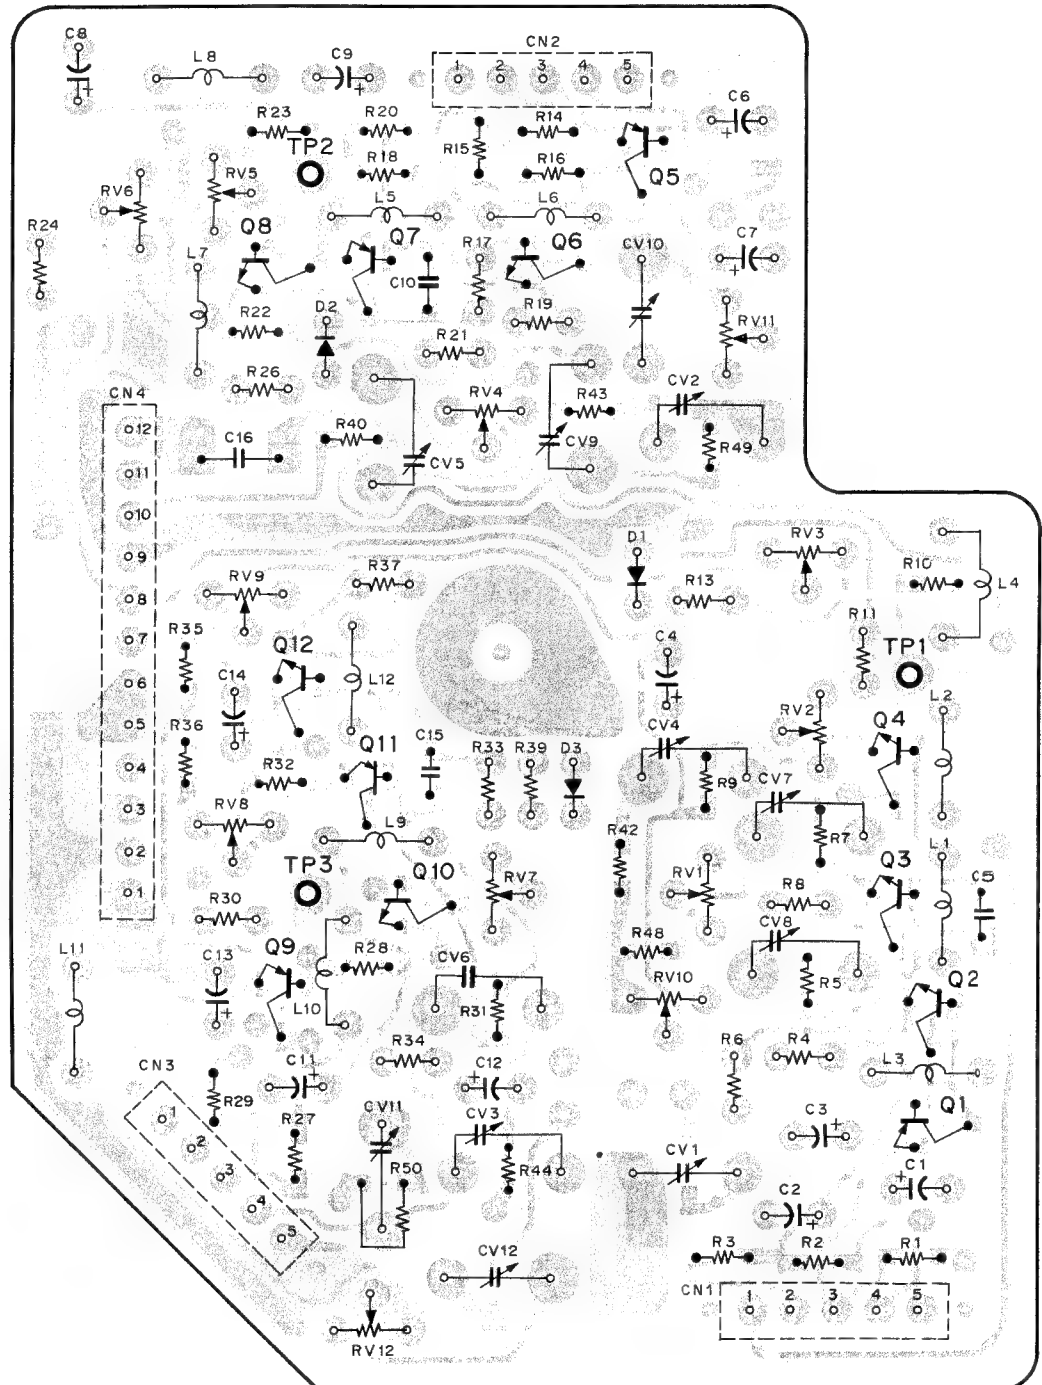 C8
L8
C9
CN2
1 2 3 4 5
C6
+
+
+
R23
R20
R14
TP2
R15
R18
R16
Q5
RV6
RV5
L5
L6
R24
Q8
Q7
R17
Q6
CV10
C7
+
L7
C10
D2
R22
R19
RV11
R21
R26
CV2
CN4
RV4
R43
12
C16
R40
CV5
CV9
R49
11
10
9
D1
RV3
8
RV9
R37
R13
R10
L4
7
R35
Q12
C4
R11
TP1
6
C14
L12
+
L2
5
+
R36
Q11
C15
CV4
RV2
Q4
4
R32
R33
R39
D3
R9
CV7
3
RV8
L9
R42
R7
2
TP3
Q10
RV7
RV1
Q3
L1
1
R30
R8
C5
L11
C13
Q9
R28
CV6
R48
CV8
+
L10
R31
RV10
R5
Q2
CN3
R34
R6
R4
L3
C11
+
C12
+
R29
R27
CV11
CV3
C3
+
Q1
1
2
3
4
5
R50
R44
CV1
C1
+
C2
+
CV12
R3
R2
R1
CN1
1 2 3 4 5
RV12